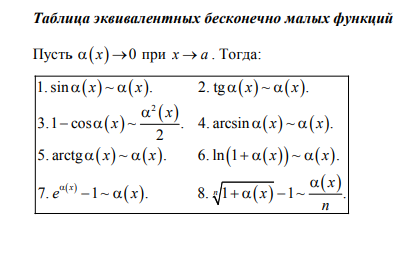 Таблица эквивалентных бесконечно малых функций
Пусть α(x)→0 при x→a. Тогда:
1. sin α(x) ~ α(x). 2. tg α(x) ~ α(x).
3. 1 − cos α(x) ~ α²(x)/2. 4. arcsin α(x) ~ α(x).
5. arctg α(x) ~ α(x). 6. ln(1 + α(x)) ~ α(x).
7. e^α(x) − 1 ~ α(x). 8. ⁿ√(1 + α(x)) − 1 ~ α(x)/n.